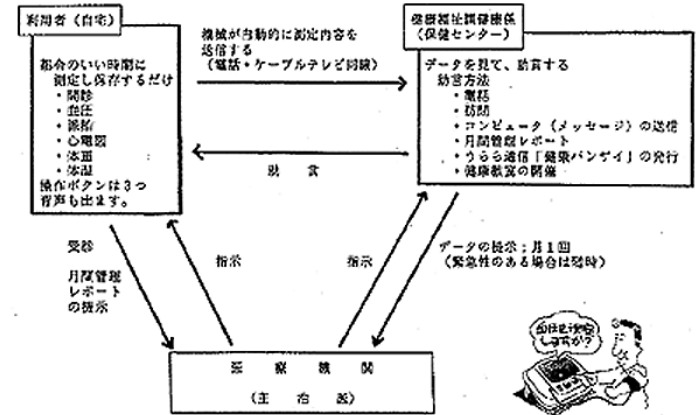 利用者（自宅）
都合のいい時間に
測定し保存するだけ
・問診
・血圧
・脈拍
・心電図
・体重
・体温
操作ボタンは3つ
音声も出ます。
機械が自動的に測定内容を
送信する
（電話・ケーブルテレビ回線）
助言
健康福祉課健康係
（保健センター）
データを見て、助言する
助言方法
・電話
・訪問
・コンピュータ（メッセージ）の送信
・月間管理レポート
・うらら通信「健康バンザイ」の発行
・健康教室の開催
受診
月間管理
レポート
の提示
指示
指示
データの提示：月1回
（緊急性のある場合は随時）
医療機関
（主治医）
しますか？